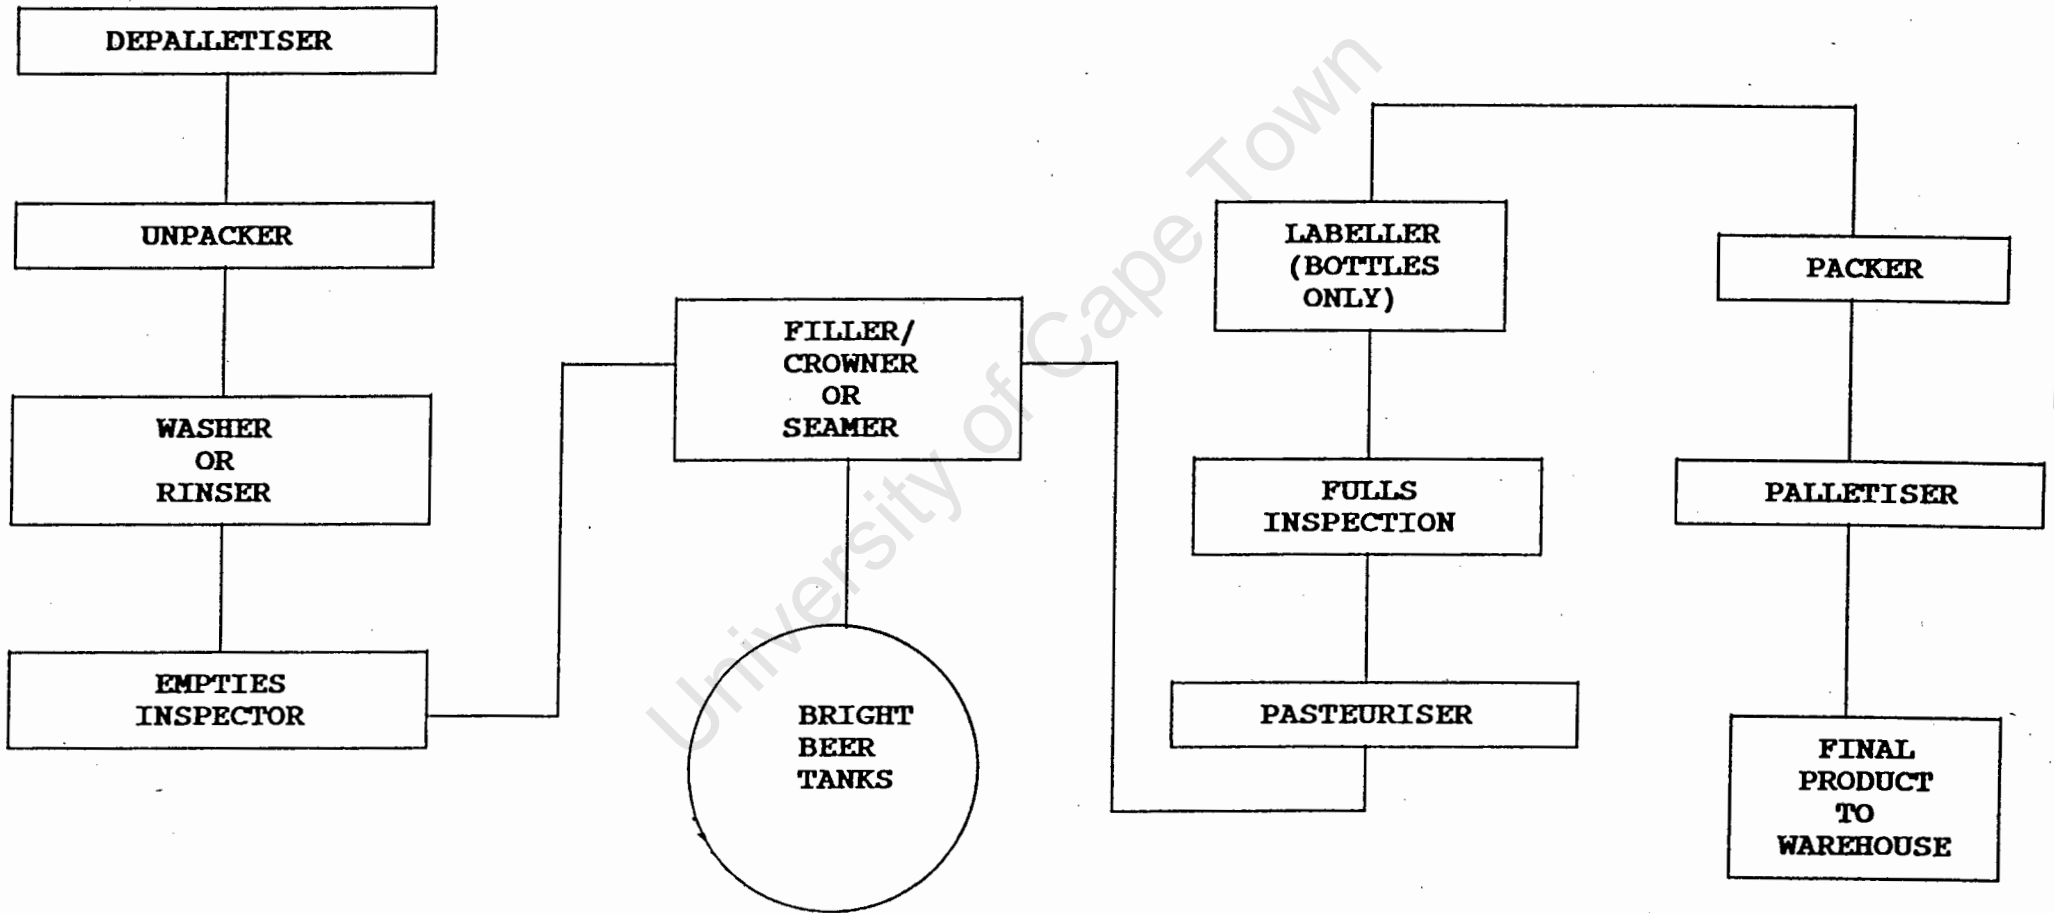 DEPALLETISER
UNPACKER
WASHER
OR
RINSER
EMPTIES
INSPECTOR
FILLER/
CROWNER
OR
SEAMER
BRIGHT
BEER
TANKS
PASTEURISER
FULLS
INSPECTION
LABELLER
(BOTTLES
ONLY)
PACKER
PALLETISER
FINAL
PRODUCT
TO
WAREHOUSE
University of Cape Town